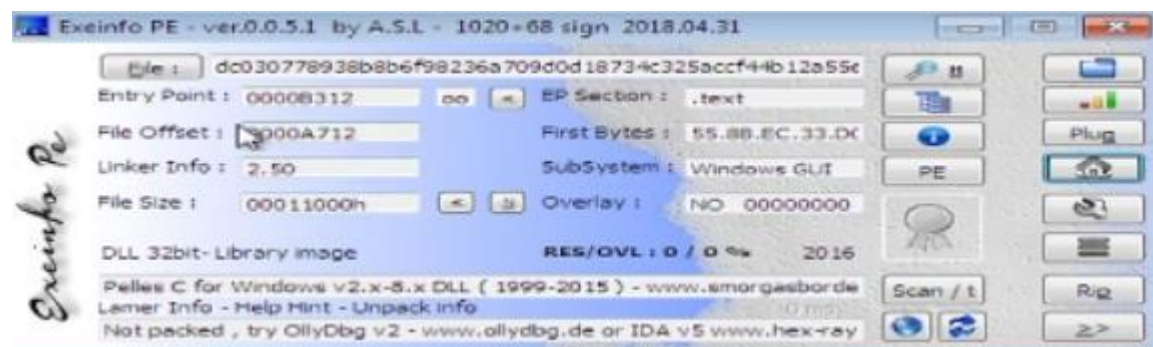 Exeinfo PE - ver.0.0.5.1 by A.S.L - 1020+68 sign 2018.04.31
File : dc030778938b8b6f98236a709d0d18734c325accf44b12a55e
Entry Point : 0000B312 oo < EP Section : .text
File Offset : 0000A712 First Bytes : 55.8B.EC.33.D(
Linker Info : 2.50 SubSystem : Windows GUI PE
File Size : 00011000h < Overlay : NO 00000000
Plug
DLL 32bit- Library image RES/OVL : 0 / 0 % 2016
Pelles C for Windows v2.x-8.x DLL ( 1999-2015 ) - www.smorgasborde Scan / t Rip
Lamer Info - Help Hint - Unpack info
Not packed , try OllyDbg v2 - www.ollydbg.de or IDA v5 www.hex-ray >>
Exeinfo Pe